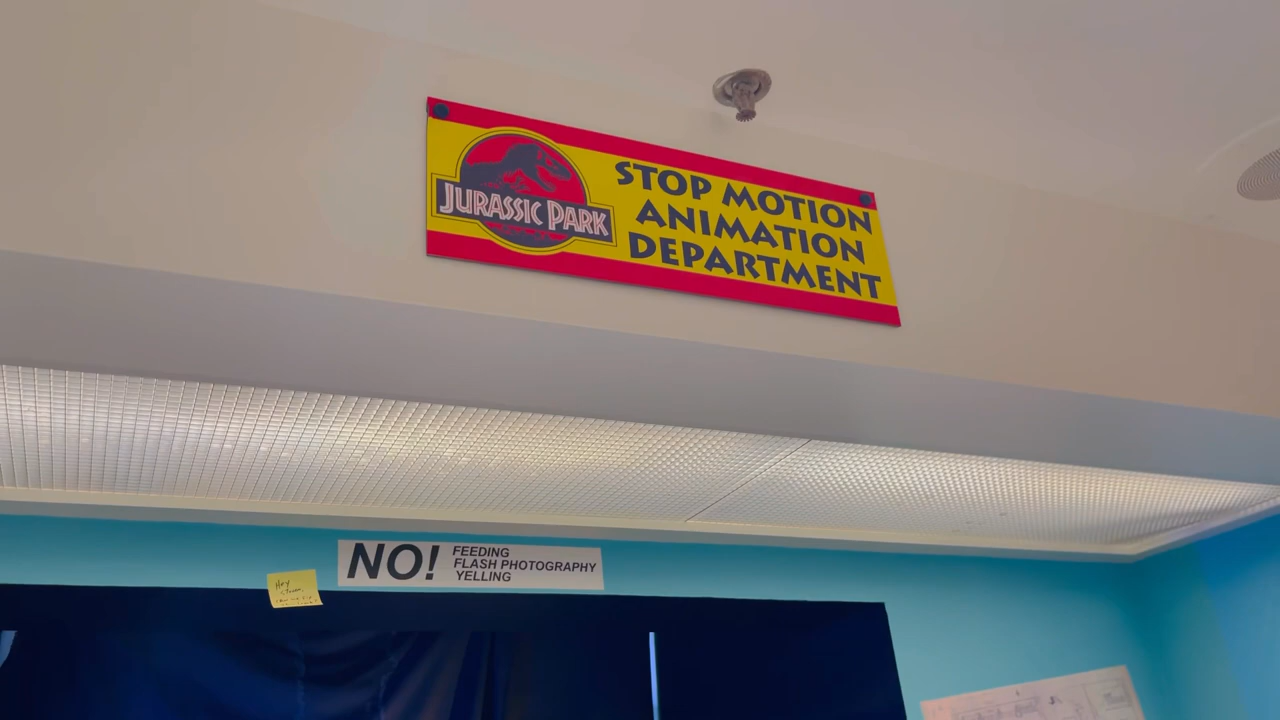 JURASSIC PARK
STOP MOTION
ANIMATION
DEPARTMENT
NO!
FEEDING
FLASH PHOTOGRAPHY
YELLING
Hey